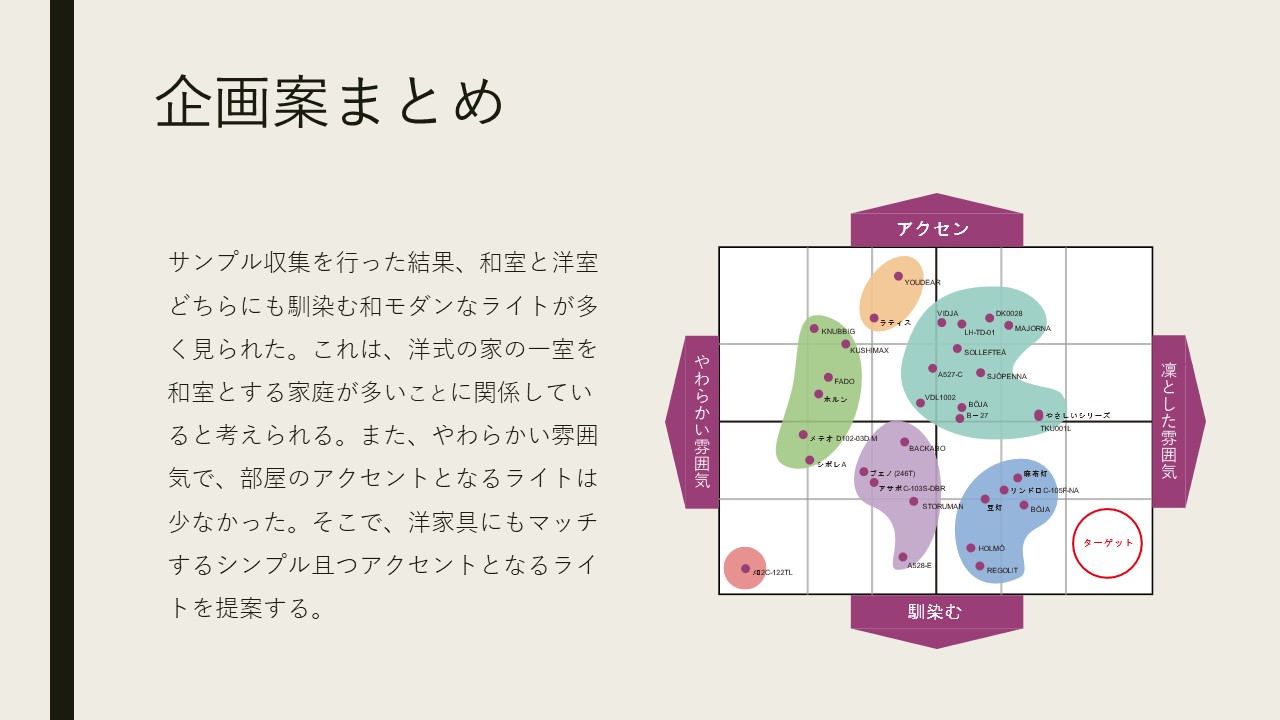 企画案まとめ
サンプル収集を行った結果、和室と洋室
どちらにも馴染む和モダンなライトが多
く見られた。これは、洋式の家の一室を
和室とする家庭が多いことに関係してい
ると考えられる。また、やわらかい雰囲
気で、部屋のアクセントとなるライトは
少なかった。そこで、洋家具にもマッチ
するシンプル且つアクセントとなるライ
トを提案する。
アクセン
やわらかい雰囲気
凛とした雰囲気
馴染む
YOUDEAR
ラティス
KNUBBIG
KUSHIMAX
FADO
ホルン
メテオ D102-03D M
シボレA
VIDJA
LH-TD-01
DK0028
MAJORNA
SOLLEFTEÅ
A527-C
SJÖPENNA
VDL1002
BÖJA
B－27
やさしいシリーズ
TKU001L
BACKABO
ブェノ(246T)
アサボC-103S-DBR
STORUMAN
A528-E
麻布灯
リンドロC-105F-NA
豆灯
BÖJA
HOLMÖ
REGOLIT
02C-122TL
ターゲット